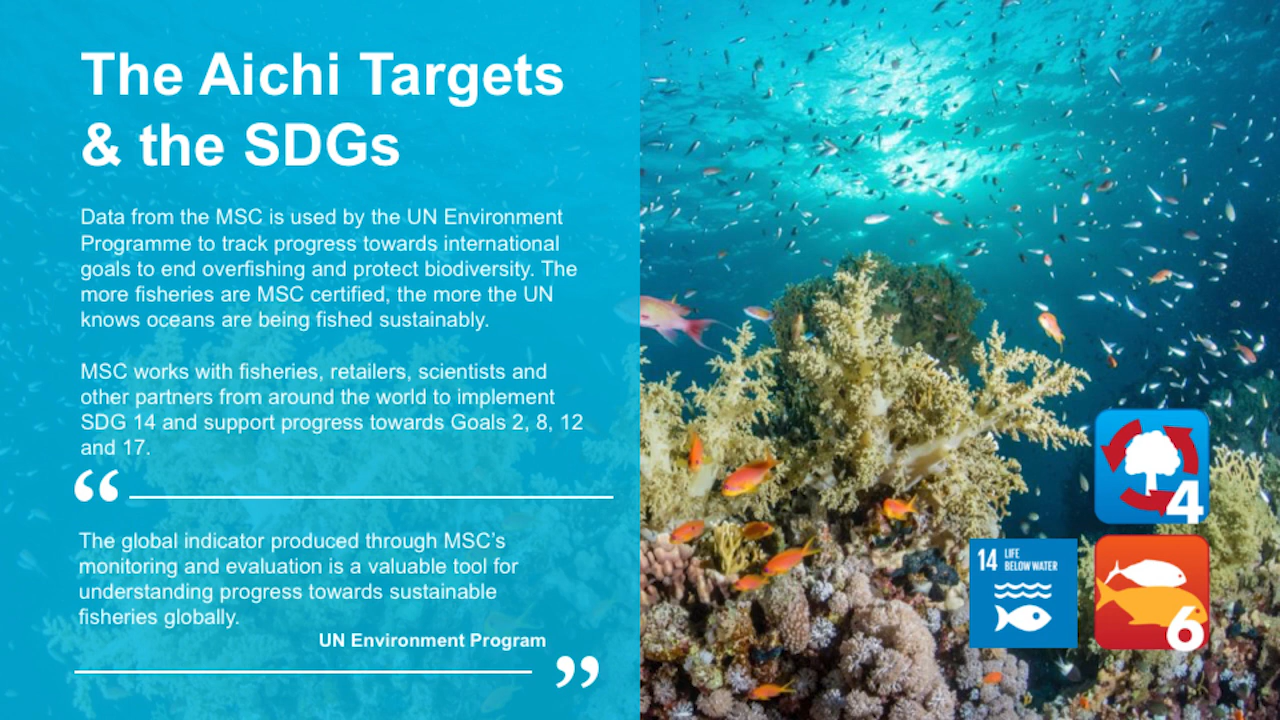 The Aichi Targets
& the SDGs
Data from the MSC is used by the UN Environment
Programme to track progress towards international
goals to end overfishing and protect biodiversity. The
more fisheries are MSC certified, the more the UN
knows oceans are being fished sustainably.
MSC works with fisheries, retailers, scientists and
other partners from around the world to implement
SDG 14 and support progress towards Goals 2, 8, 12
and 17.
“
The global indicator produced through MSC’s
monitoring and evaluation is a valuable tool for
understanding progress towards sustainable
fisheries globally.
UN Environment Program
”
4
14 LIFE
BELOW WATER
6